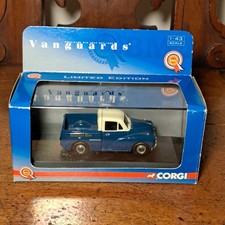 Vanguards
1:43
SCALE
LIMITED EDITION
CORGI